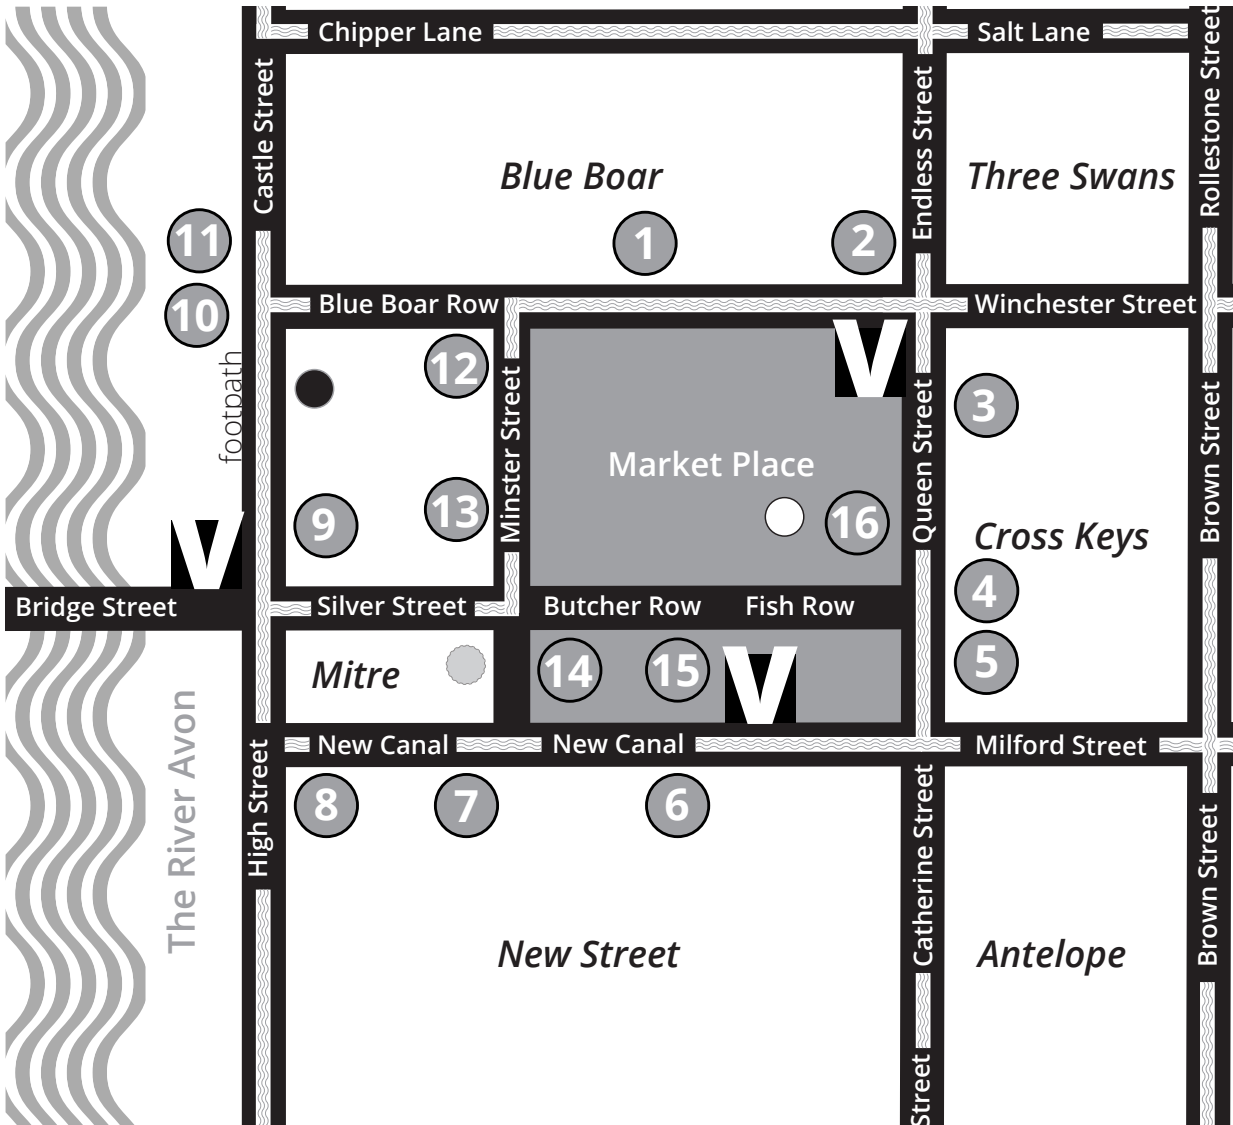 Chipper Lane
Salt Lane
Castle Street
Endless Street
Rollestone Street
Blue Boar
Three Swans
11
1
2
10
Blue Boar Row
Winchester Street
V
footpath
12
3
Minster Street
Queen Street
Brown Street
Market Place
9
13
16
Cross Keys
V
4
Bridge Street
Silver Street
Butcher Row
Fish Row
Mitre
14
15
V
5
The River Avon
New Canal
New Canal
Milford Street
High Street
8
7
6
Catherine Street
Brown Street
New Street
Antelope
Street